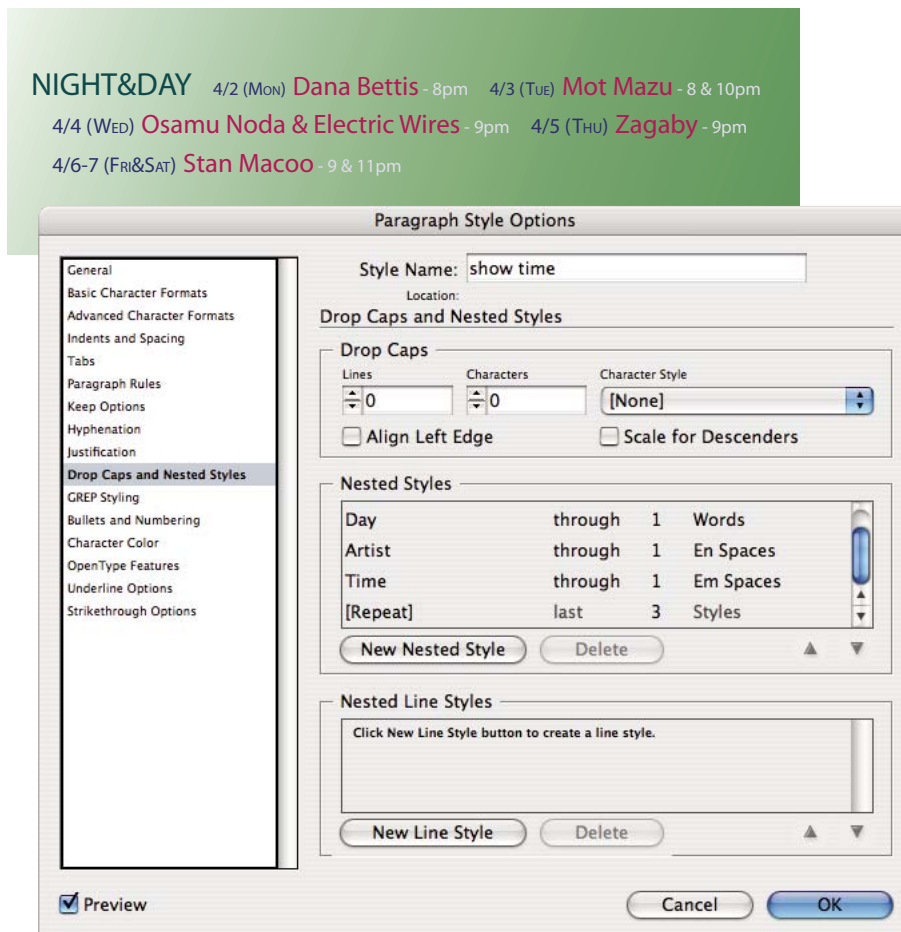 NIGHT&DAY 4/2 (Mon) Dana Bettis - 8pm 4/3 (Tue) Mot Mazu - 8 & 10pm
4/4 (Wed) Osamu Noda & Electric Wires - 9pm 4/5 (Thu) Zagaby - 9pm
4/6-7 (Fri&Sat) Stan Macoo - 9 & 11pm
Paragraph Style Options
General
Basic Character Formats
Advanced Character Formats
Indents and Spacing
Tabs
Paragraph Rules
Keep Options
Hyphenation
Justification
Drop Caps and Nested Styles
GREP Styling
Bullets and Numbering
Character Color
OpenType Features
Underline Options
Strikethrough Options
Style Name: show time
Location:
Drop Caps and Nested Styles
Drop Caps
Lines Characters Character Style
0 0 [None]
Align Left Edge Scale for Descenders
Nested Styles
Day through 1 Words
Artist through 1 En Spaces
Time through 1 Em Spaces
[Repeat] last 3 Styles
New Nested Style Delete
Nested Line Styles
Click New Line Style button to create a line style.
New Line Style Delete
Preview Cancel OK